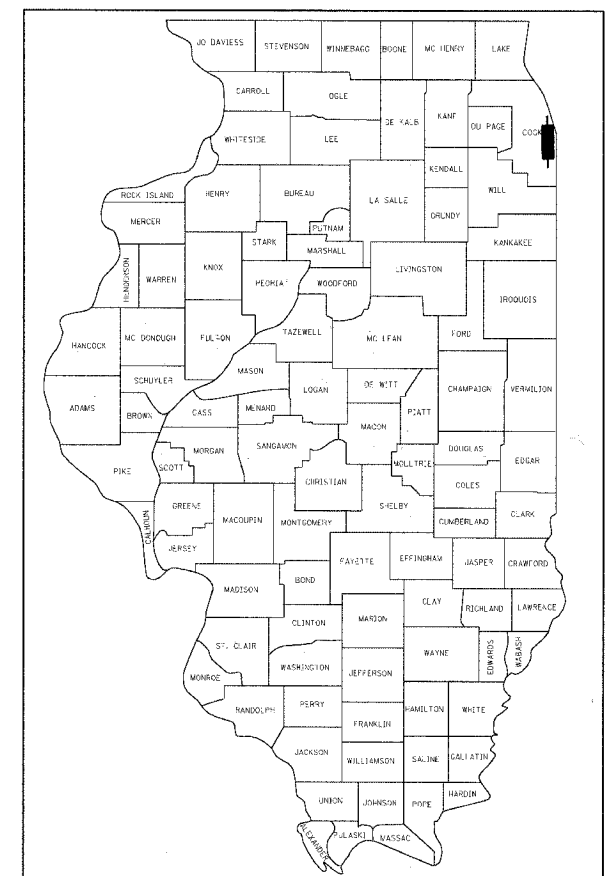 JO DAVIESS STEVENSON WINNEBAGO BOONE MC HENRY LAKE
CARROLL OGLE
DE KALB KANE DU PAGE COOK
WHITESIDE LEE
KENDALL
WILL
ROCK ISLAND HENRY BUREAU LA SALLE
GRUNDY
MERCER PUTNAM
STARK MARSHALL KANKAKEE
HENDERSON WARREN KNOX LIVINGSTON
PEORIA WOODFORD
IROQUOIS
TAZEWELL FORD
HANCOCK MC DONOUGH FULTON MC LEAN
MASON
SCHUYLER DE WITT
LOGAN CHAMPAIGN VERMILION
ADAMS BROWN CASS MENARD PIATT
MACON
MORGAN SANGAMON DOUGLAS
PIKE SCOTT MOULTRIE EDGAR
CHRISTIAN COLES
GREENE SHELBY
CALHOUN MACOUPIN MONTGOMERY CUMBERLAND CLARK
JERSEY
FAYETTE EFFINGHAM JASPER CRAWFORD
BOND
MADISON CLAY
MARION RICHLAND LAWRENCE
CLINTON
ST. CLAIR WAYNE EDWARDS WABASH
WASHINGTON JEFFERSON
MONROE
RANDOLPH PERRY HAMILTON WHITE
FRANKLIN
JACKSON WILLIAMSON SALINE GALLATIN
HARDIN
UNION JOHNSON POPE
ALEXANDER PULASKI MASSAC